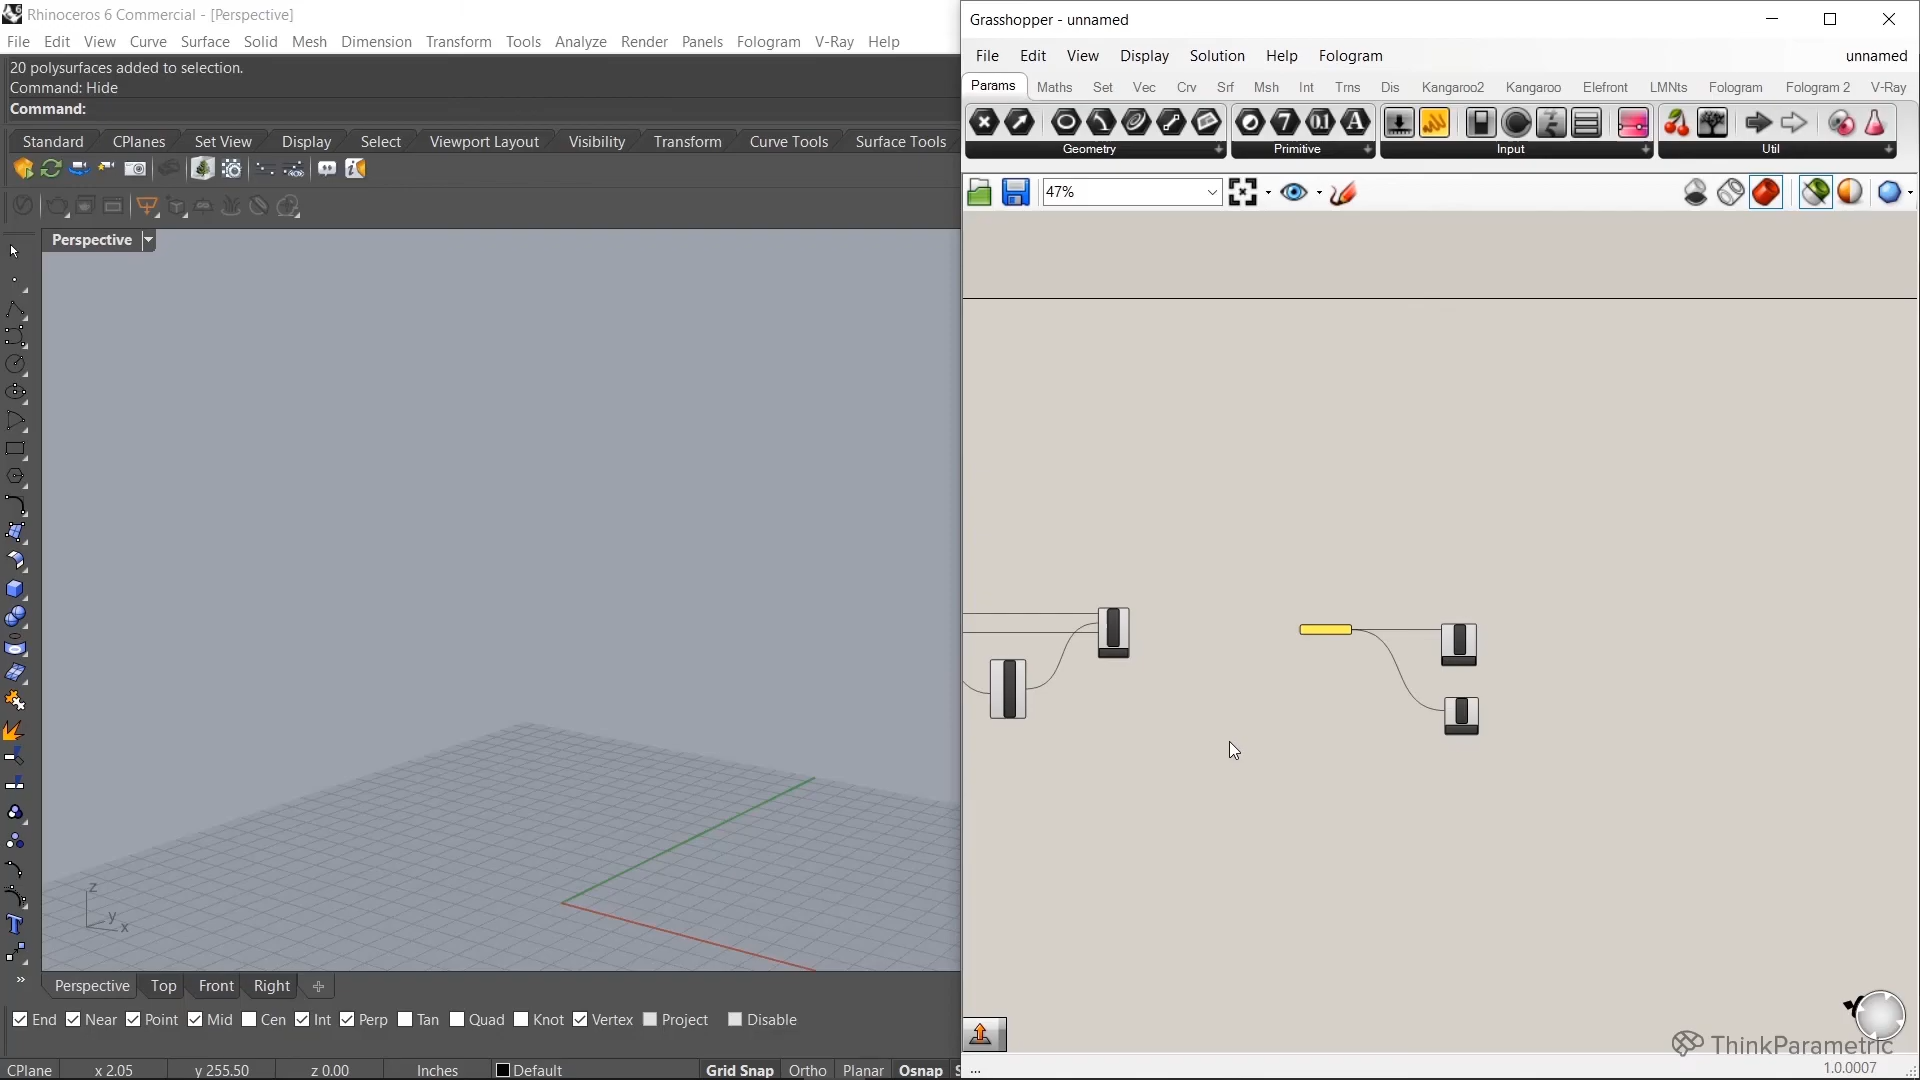 Rhinoceros 6 Commercial - [Perspective]
File Edit View Curve Surface Solid Mesh Dimension Transform Tools Analyze Render Panels Fologram V-Ray Help
20 polysurfaces added to selection.
Command: Hide
Command:
Standard CPlanes Set View Display Select Viewport Layout Visibility Transform Curve Tools Surface Tools
Perspective
z
y
x
Perspective Top Front Right
End Near Point Mid Cen Int Perp Tan Quad Knot Vertex Project Disable
CPlane x 2.05 y 255.50 z 0.00 Inches Default Grid Snap Ortho Planar Osnap S
Grasshopper - unnamed
File Edit View Display Solution Help Fologram unnamed
Params Maths Set Vec Crv Srf Msh Int Trns Dis Kangaroo2 Kangaroo Elefront LMNts Fologram Fologram 2 V-Ray
Geometry Primitive Input Util
47%
ThinkParametric
... 1.0.0007